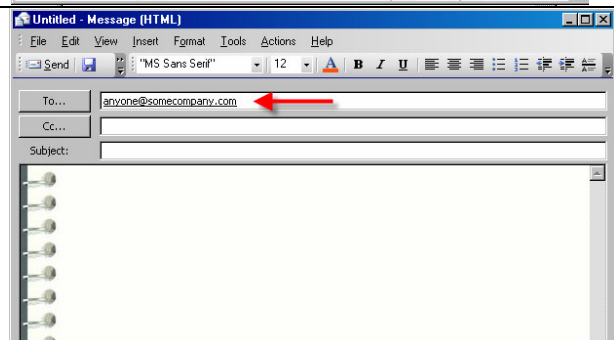 Untitled - Message (HTML)
File Edit View Insert Format Tools Actions Help
Send "MS Sans Serif" 12 A B I U
To... anyone@somecompany.com
Cc...
Subject: